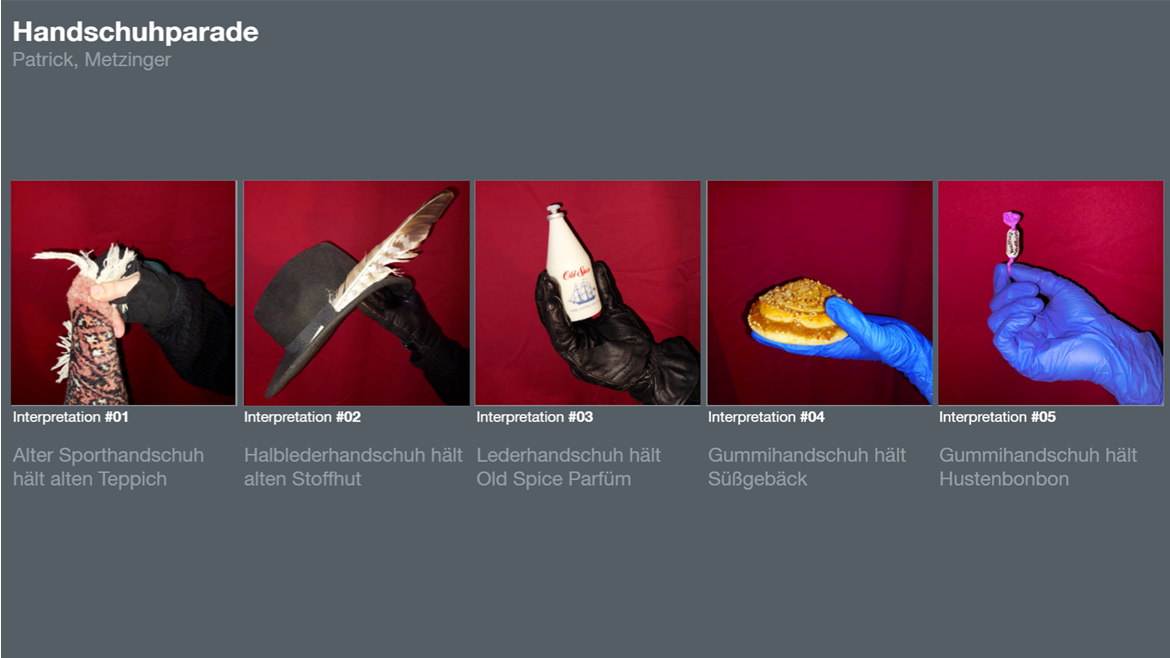 Handschuhparade
Patrick, Metzinger
Old Spice
Interpretation #01
Interpretation #02
Interpretation #03
Interpretation #04
Interpretation #05
Alter Sporthandschuh
hält alten Teppich
Halblederhandschuh hält
alten Stoffhut
Lederhandschuh hält
Old Spice Parfüm
Gummihandschuh hält
Süßgebäck
Gummihandschuh hält
Hustenbonbon